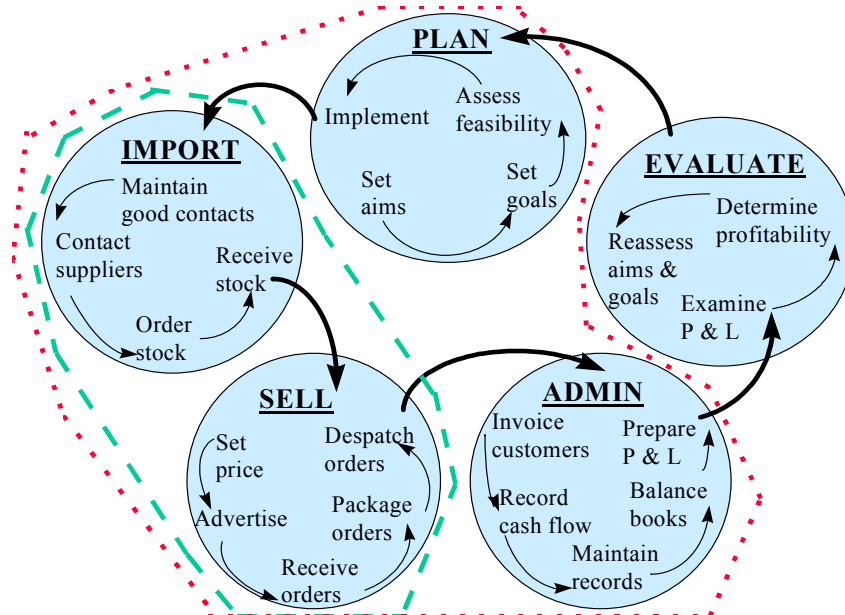 PLAN
Implement
Assess
feasibility
Set
aims
Set
goals
IMPORT
Maintain
good contacts
Contact
suppliers
Receive
stock
Order
stock
EVALUATE
Determine
profitability
Reassess
aims &
goals
Examine
P & L
SELL
Set
price
Despatch
orders
Advertise
Package
orders
Receive
orders
ADMIN
Invoice
customers
Prepare
P & L
Record
cash flow
Balance
books
Maintain
records